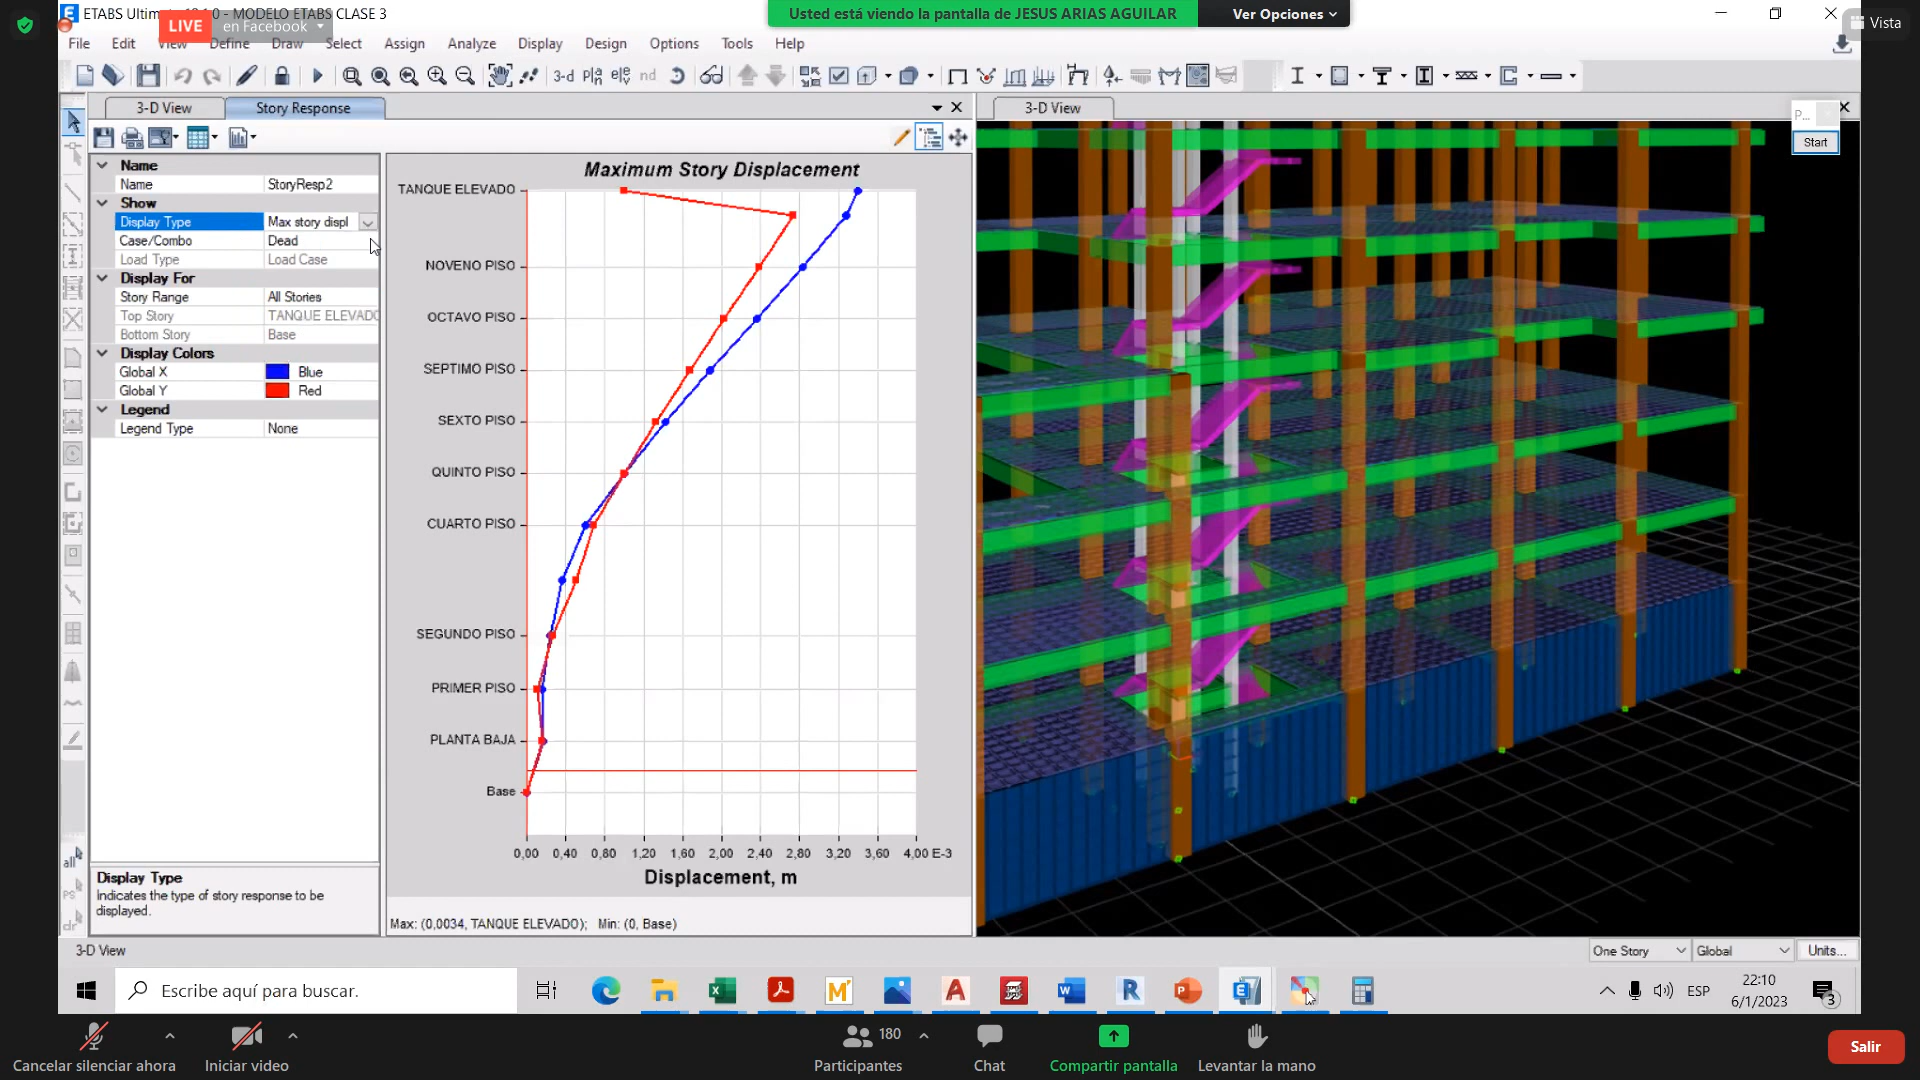 ETABS Ultimate
0 - MODELO ETABS CLASE 3
LIVE
en Facebook
Usted está viendo la pantalla de JESUS ARIAS AGUILAR
Ver Opciones
Vista
File
Edit
View
Define
Draw
Select
Assign
Analyze
Display
Design
Options
Tools
Help
3-d
nd
3-D View
Story Response
3-D View
P...
Start
Name
Name
StoryResp2
Show
Display Type
Max story displ
Case/Combo
Dead
Load Type
Load Case
Display For
Story Range
All Stories
Top Story
TANQUE ELEVADO
Bottom Story
Base
Display Colors
Global X
Blue
Global Y
Red
Legend
Legend Type
None
Maximum Story Displacement
TANQUE ELEVADO
NOVENO PISO
OCTAVO PISO
SEPTIMO PISO
SEXTO PISO
QUINTO PISO
CUARTO PISO
SEGUNDO PISO
PRIMER PISO
PLANTA BAJA
Base
0,00 0,40 0,80 1,20 1,60 2,00 2,40 2,80 3,20 3,60 4,00 E-3
Displacement, m
all
ps
dr
Display Type
Indicates the type of story response to be
displayed.
Max: (0,0034, TANQUE ELEVADO); Min: (0, Base)
3-D View
One Story
Global
Units...
Escribe aquí para buscar.
ESP
22:10
6/1/2023
3
Cancelar silenciar ahora
Iniciar video
180
Participantes
Chat
Compartir pantalla
Levantar la mano
Salir